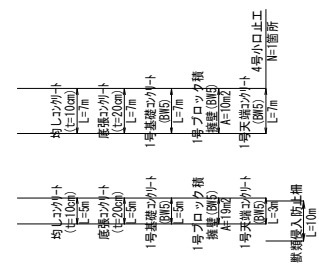 均しコンクリート
(t=10cm)
L=7m
底張コンクリート
(t=20cm)
L=7m
1号基礎コンクリート
(BW5)
L=7m
1号ブロック積
擁壁(BW5)
A=10m2
1号天端コンクリート
(BW5)
L=7m
4号小口止工
N=1箇所
均しコンクリート
(t=10cm)
L=5m
底張コンクリート
(t=20cm)
L=5m
1号基礎コンクリート
(BW5)
L=5m
1号ブロック積
擁壁(BW5)
A=19m2
1号天端コンクリート
(BW5)
L=3m
獣類侵入防止柵
L=10m